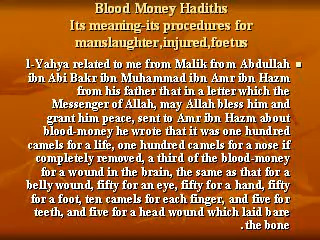 Blood Money Hadiths
Its meaning-its procedures for
manslaughter,injured,foetus
1-Yahya related to me from Malik from Abdullah
ibn Abi Bakr ibn Muhammad ibn Amr ibn Hazm
from his father that in a letter which the
Messenger of Allah, may Allah bless him and
grant him peace, sent to Amr ibn Hazm about
blood-money he wrote that it was one hundred
camels for a life, one hundred camels for a nose if
completely removed, a third of the blood-money
for a wound in the brain, the same as that for a
belly wound, fifty for an eye, fifty for a hand, fifty
for a foot, ten camels for each finger, and five for
teeth, and five for a head wound which laid bare
.the bone